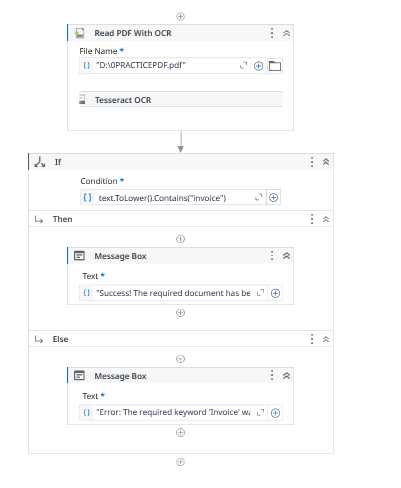 Read PDF With OCR
File Name *
"D:\0PRACTICEPDF.pdf"
Tesseract OCR
If
Condition *
text.ToLower().Contains("invoice")
Then
Message Box
Text *
"Success! The required document has be
Else
Message Box
Text *
"Error: The required keyword 'Invoice' wa